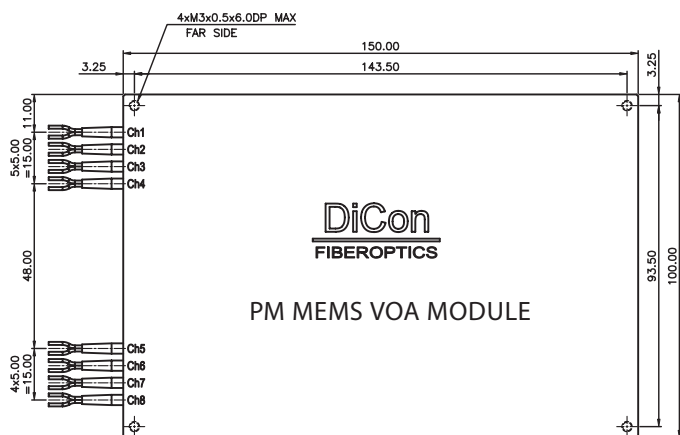 4xM3x0.5x6.0DP MAX
FAR SIDE
150.00
3.25
143.50
3.25
11.00
Ch1
5x5.00
=15.00
Ch2
Ch3
Ch4
DiCon
FIBEROPTICS
48.00
93.50
100.00
PM MEMS VOA MODULE
Ch5
4x5.00
=15.00
Ch6
Ch7
Ch8